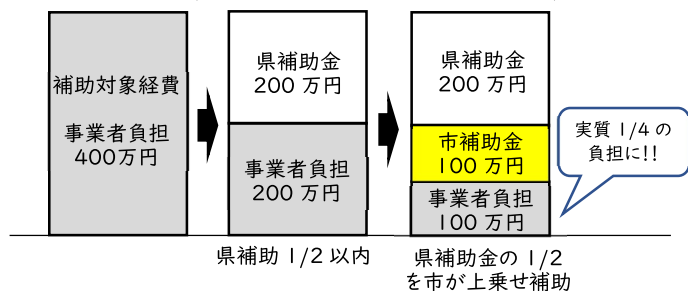 補助対象経費
事業者負担
400万円
県補助金
200 万円
事業者負担
200 万円
県補助 1/2 以内
県補助金
200 万円
市補助金
100 万円
事業者負担
100 万円
県補助金の 1/2
を市が上乗せ補助
実質 1/4 の
負担に!!